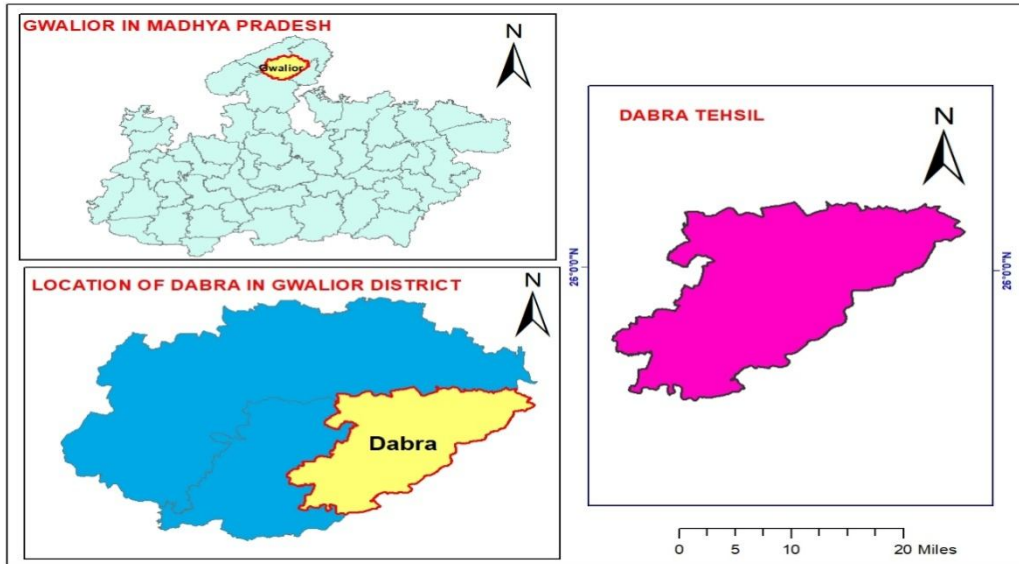 GWALIOR IN MADHYA PRADESH
N
Gwalior
LOCATION OF DABRA IN GWALIOR DISTRICT
N
Dabra
DABRA TEHSIL
N
26°0'0"N
26°0'0"N
0 5 10 20 Miles